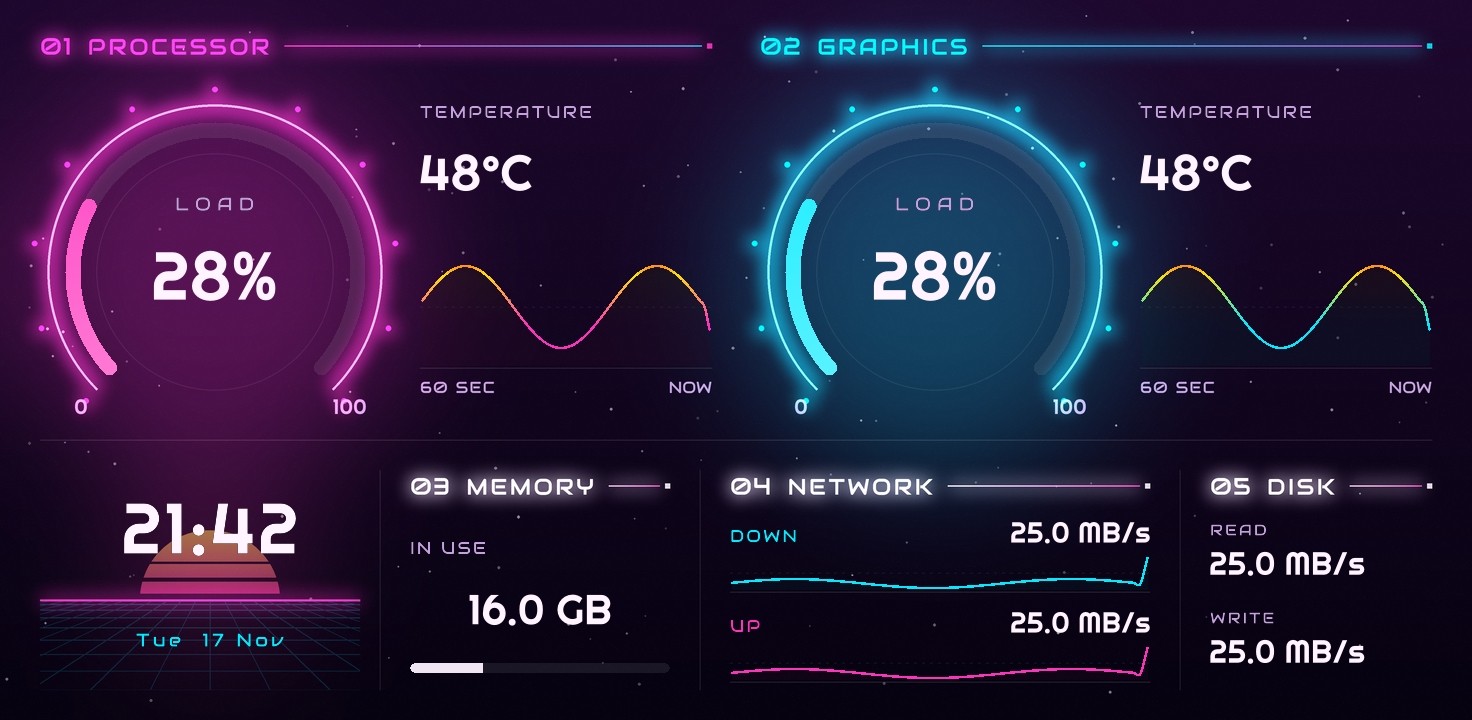 01 PROCESSOR
TEMPERATURE
48°C
LOAD
28%
60 SEC
NOW
0
100
02 GRAPHICS
TEMPERATURE
48°C
LOAD
28%
60 SEC
NOW
0
100
21:42
Tue 17 Nov
03 MEMORY
IN USE
16.0 GB
04 NETWORK
DOWN
25.0 MB/s
UP
25.0 MB/s
05 DISK
READ
25.0 MB/s
WRITE
25.0 MB/s